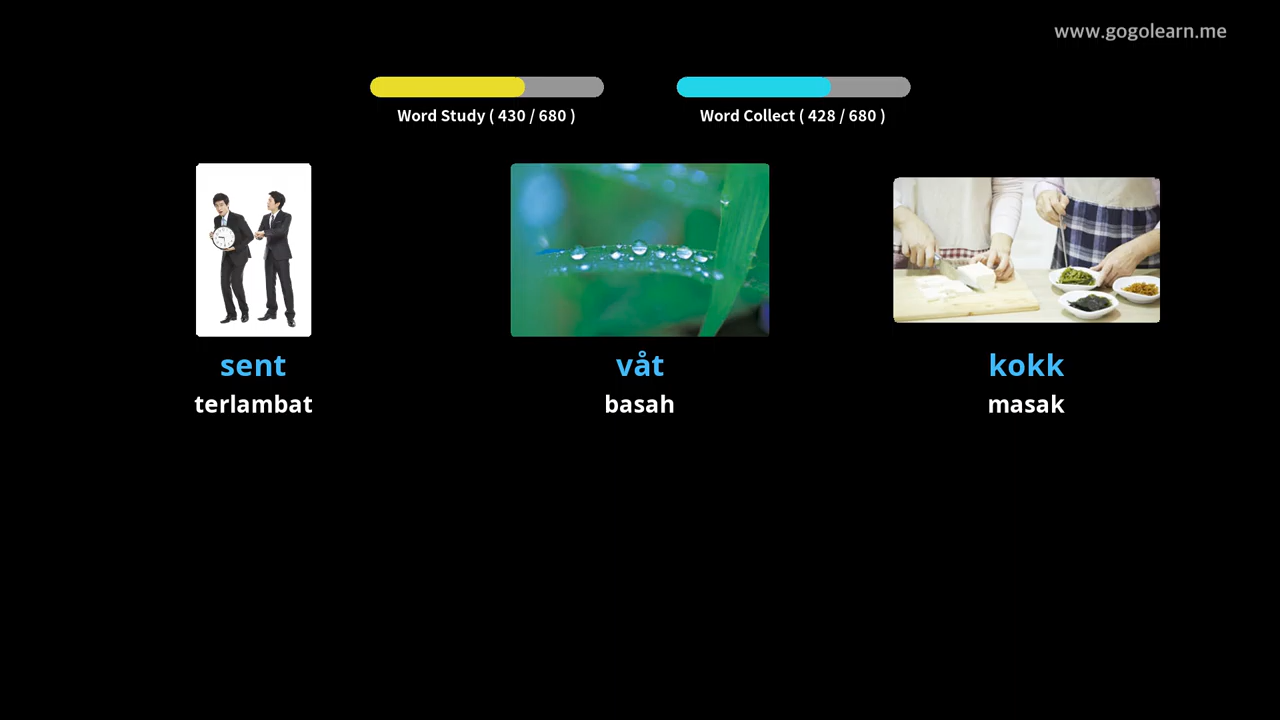 www.gogolearn.me
Word Study ( 430 / 680 )
Word Collect ( 428 / 680 )
sent
terlambat
våt
basah
kokk
masak